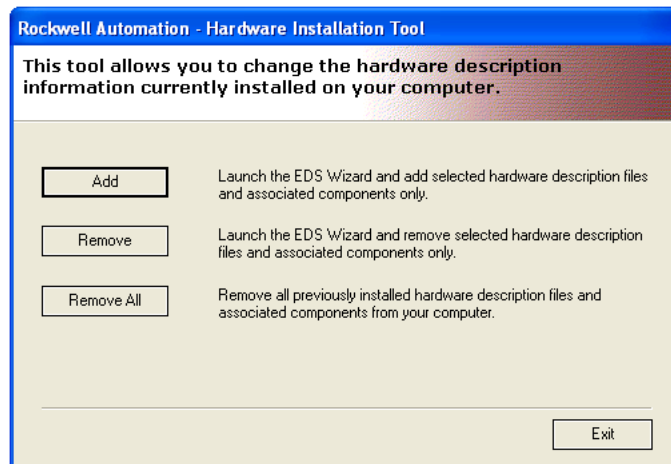 Rockwell Automation - Hardware Installation Tool
This tool allows you to change the hardware description
information currently installed on your computer.
Add
Launch the EDS Wizard and add selected hardware description files
and associated components only.
Remove
Launch the EDS Wizard and remove selected hardware description
files and associated components only.
Remove All
Remove all previously installed hardware description files and
associated components from your computer.
Exit